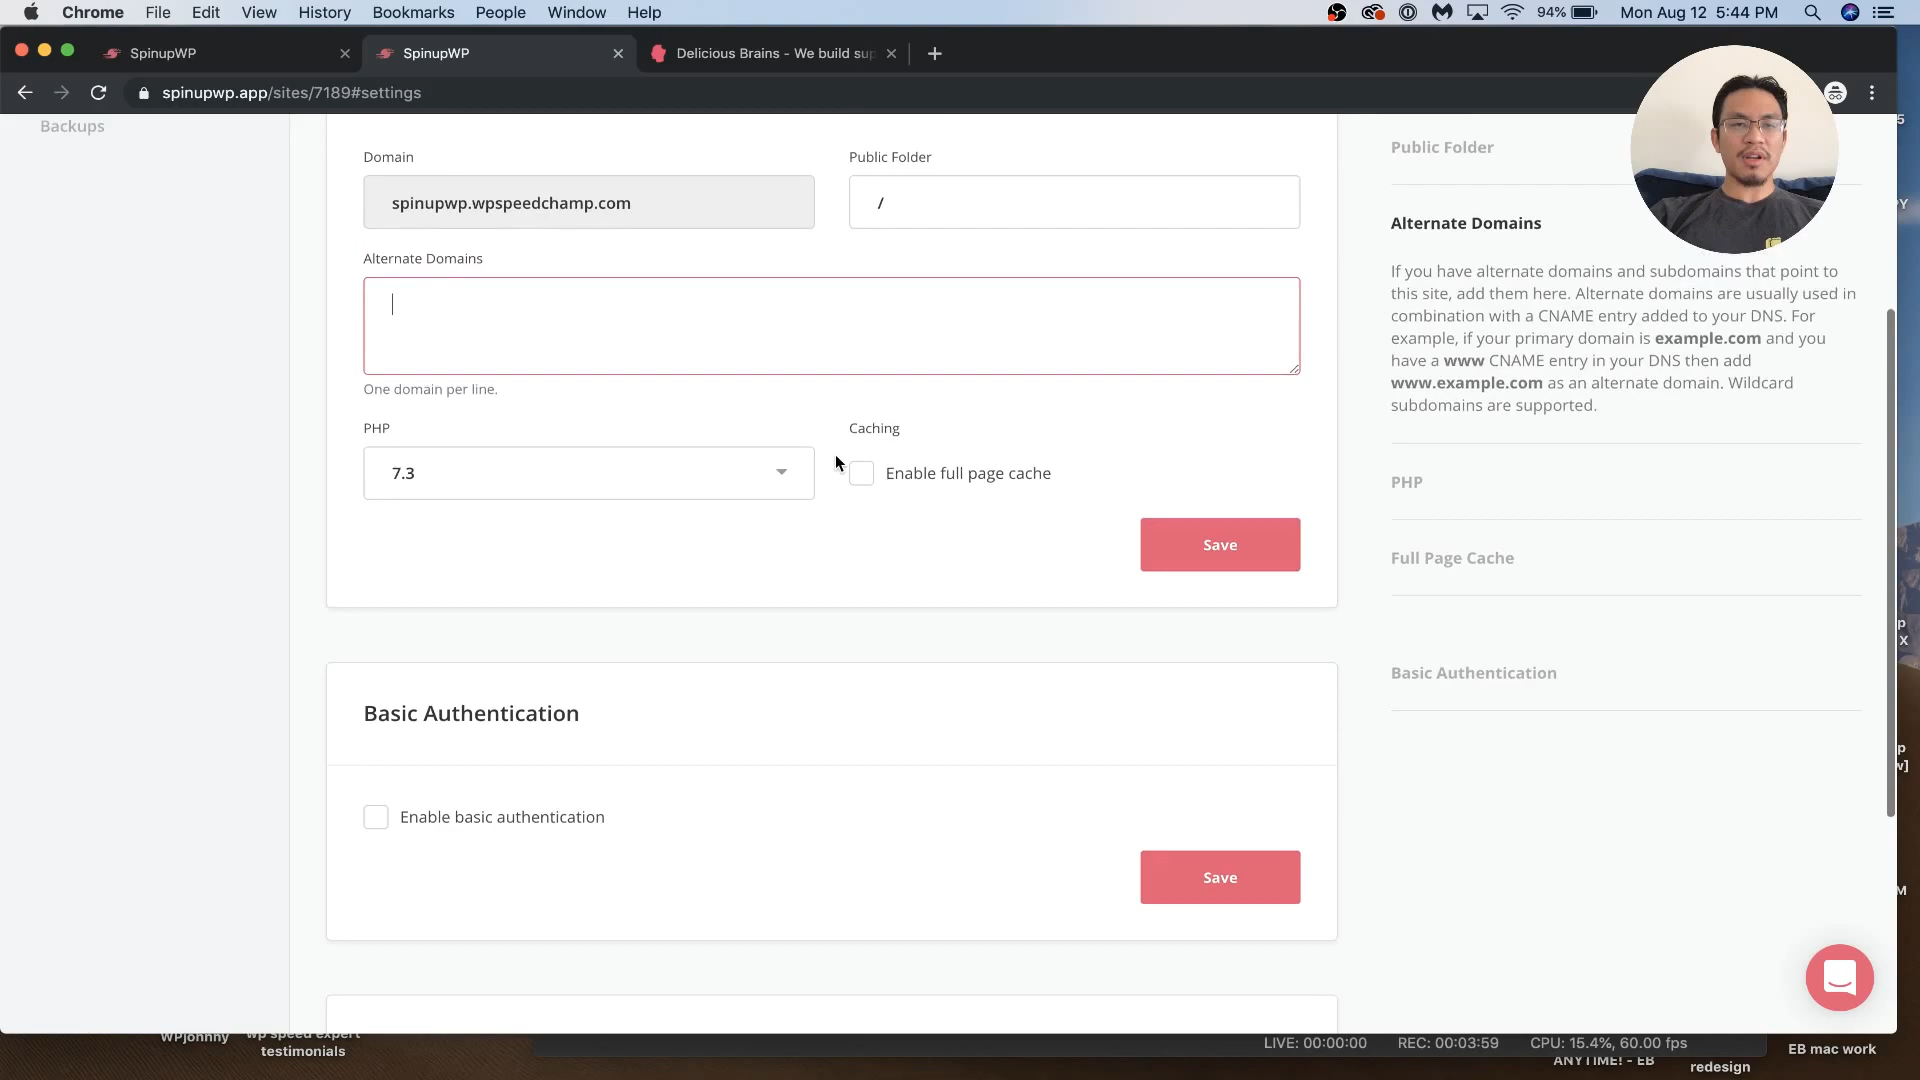 Chrome File Edit View History Bookmarks People Window Help
94% Mon Aug 12 5:44 PM
SpinupWP
SpinupWP
Delicious Brains - We build sup
spinupwp.app/sites/7189#settings
Backups
Domain
spinupwp.wpspeedchamp.com
Public Folder
/
Alternate Domains
One domain per line.
PHP
7.3
Caching
Enable full page cache
Save
Basic Authentication
Enable basic authentication
Save
Public Folder
Alternate Domains
If you have alternate domains and subdomains that point to
this site, add them here. Alternate domains are usually used in
combination with a CNAME entry added to your DNS. For
example, if your primary domain is example.com and you
have a www CNAME entry in your DNS then add
www.example.com as an alternate domain. Wildcard
subdomains are supported.
PHP
Full Page Cache
Basic Authentication
WPjohnny
wp speed expert
testimonials
LIVE: 00:00:00 REC: 00:03:59 CPU: 15.4%, 60.00 fps
ANYTIME! - EB
redesign
EB mac work